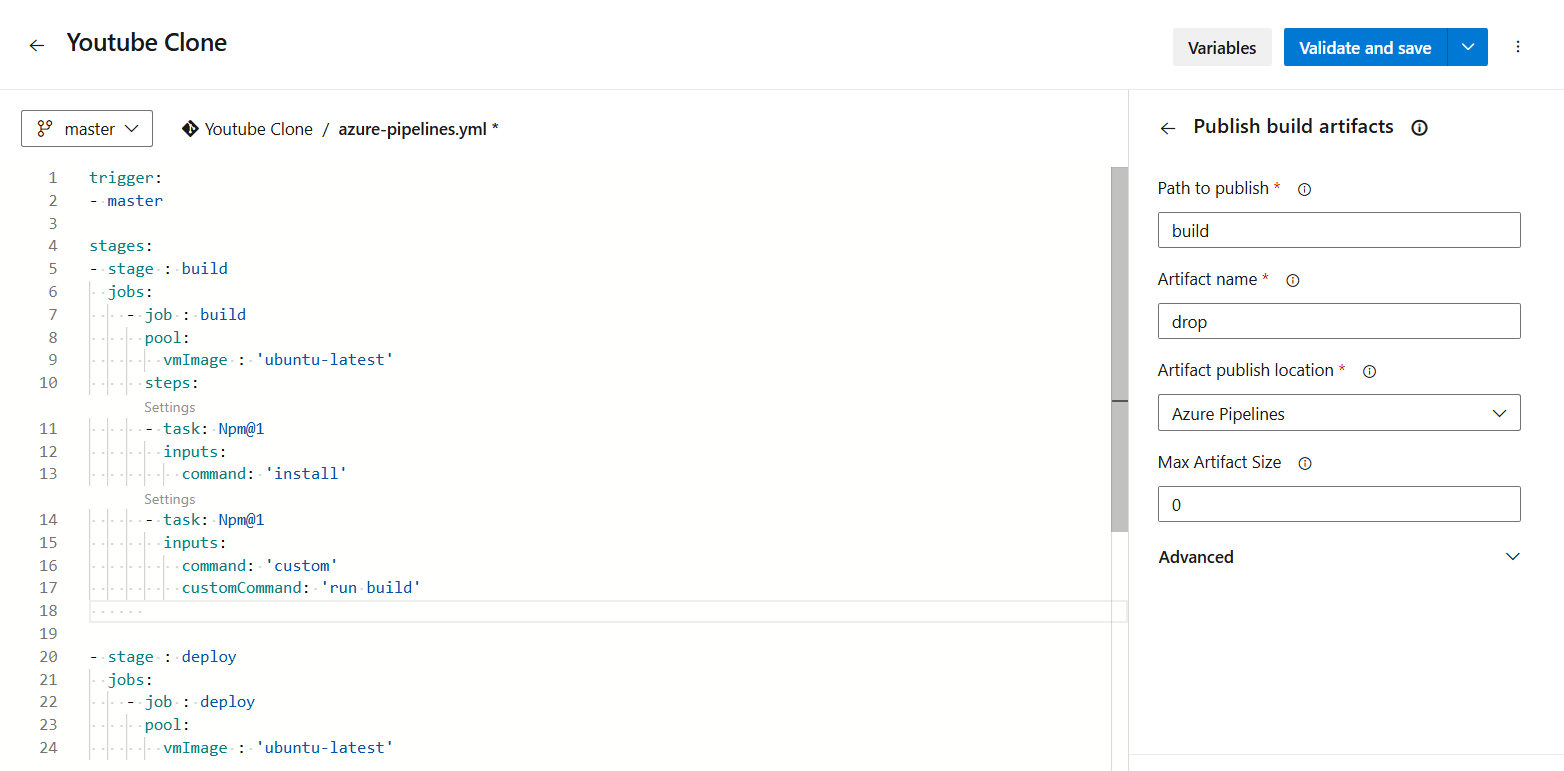 Youtube Clone
Variables
Validate and save
master
Youtube Clone / azure-pipelines.yml *
1 trigger:
2 - master
3
4 stages:
5 - stage : build
6 jobs:
7 - job : build
8 pool:
9 vmImage : 'ubuntu-latest'
10 steps:
Settings
11 - task: Npm@1
12 inputs:
13 command: 'install'
Settings
14 - task: Npm@1
15 inputs:
16 command: 'custom'
17 customCommand: 'run build'
18
19
20 - stage : deploy
21 jobs:
22 - job : deploy
23 pool:
24 vmImage : 'ubuntu-latest'
Publish build artifacts
Path to publish *
build
Artifact name *
drop
Artifact publish location *
Azure Pipelines
Max Artifact Size
0
Advanced